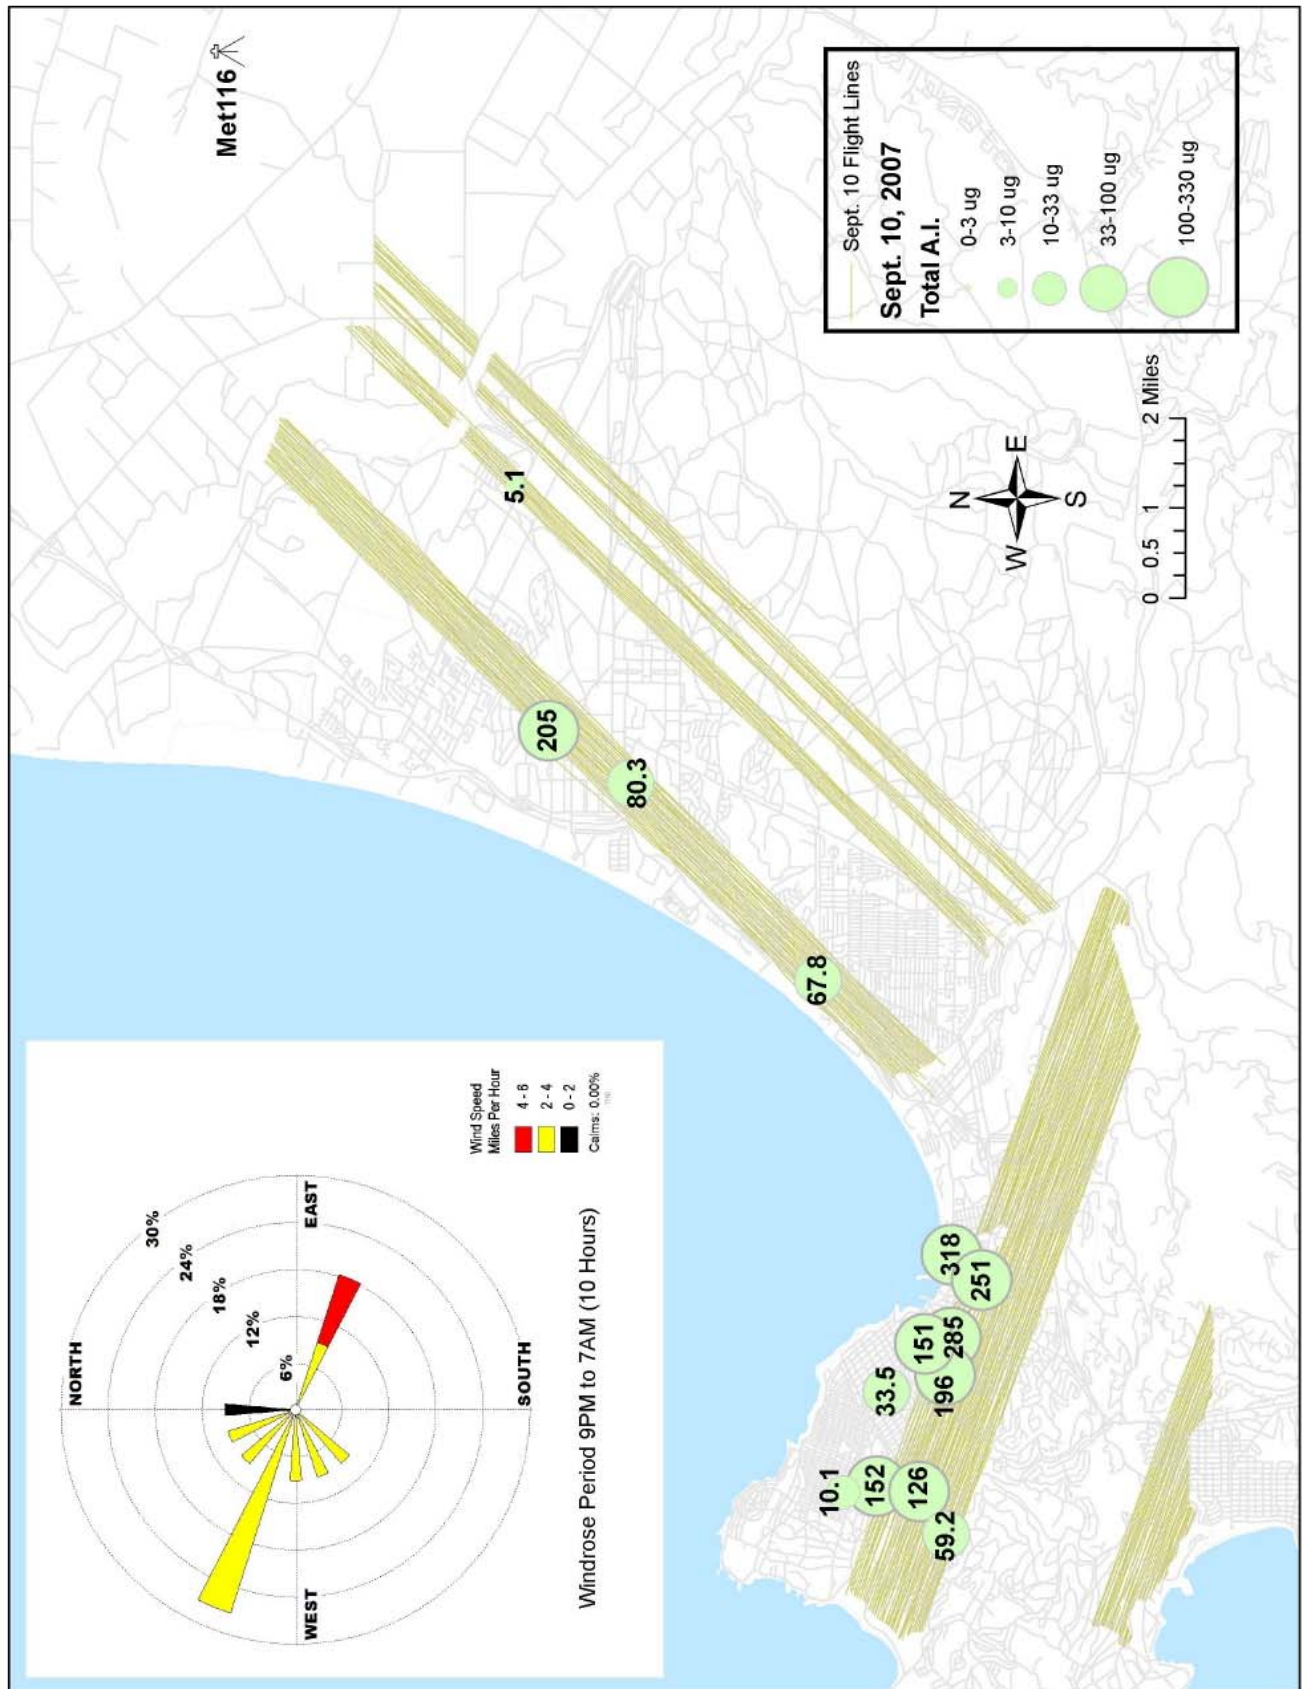 Met116
NORTH
30%
24%
18%
12%
6%
WEST
EAST
SOUTH
Wind Speed
Miles Per Hour
4 - 6
2 - 4
0 - 2
Calms: 0.00%
Windrose Period 9PM to 7AM (10 Hours)
5.1
205
80.3
67.8
318
251
151
285
33.5
196
10.1
152
126
59.2
N
W E
S
0 0.5 1 2 Miles
Sept. 10 Flight Lines
Sept. 10, 2007
Total A.I.
0-3 ug
3-10 ug
10-33 ug
33-100 ug
100-330 ug